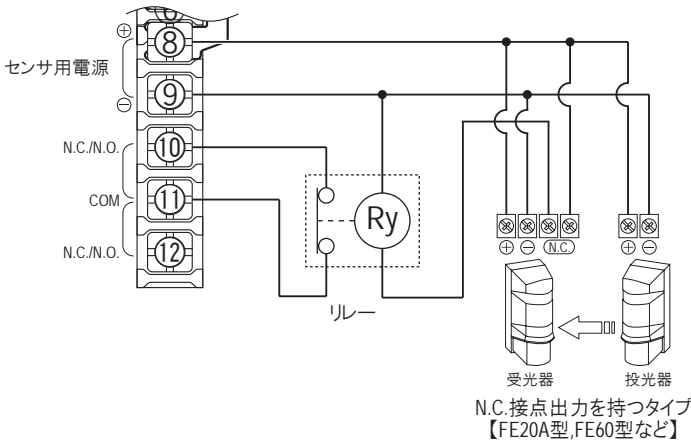 6
⊕
8
センサ用電源
9
⊖
N.C./N.O.
10
COM
11
N.C./N.O.
12
Ry
リレー
⊕ ⊖ (N.C.)
⊕ ⊖
受光器
投光器
N.C.接点出力を持つタイプ
【FE20A型,FE60型など】